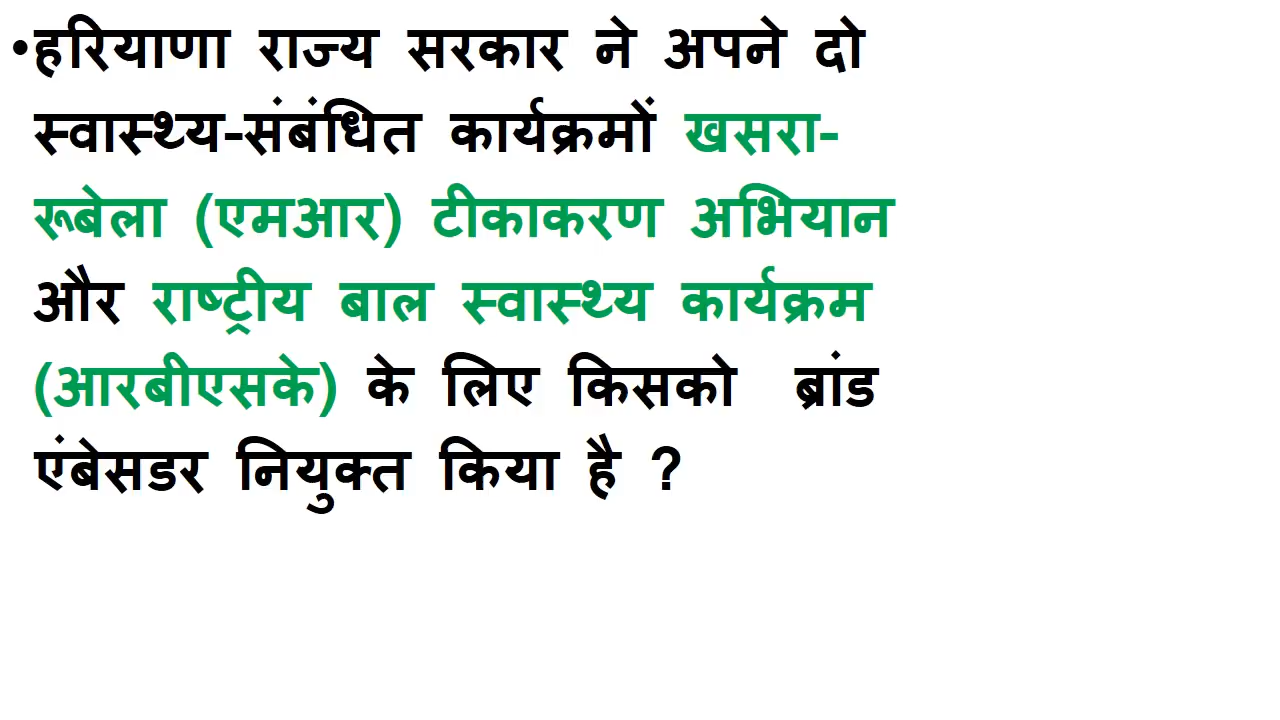 •हरियाणा राज्य सरकार ने अपने दो
स्वास्थ्य-संबंधित कार्यक्रमों खसरा-
रूबेला (एमआर) टीकाकरण अभियान
और राष्ट्रीय बाल स्वास्थ्य कार्यक्रम
(आरबीएसके) के लिए किसको ब्रांड
एंबेसडर नियुक्त किया है ?